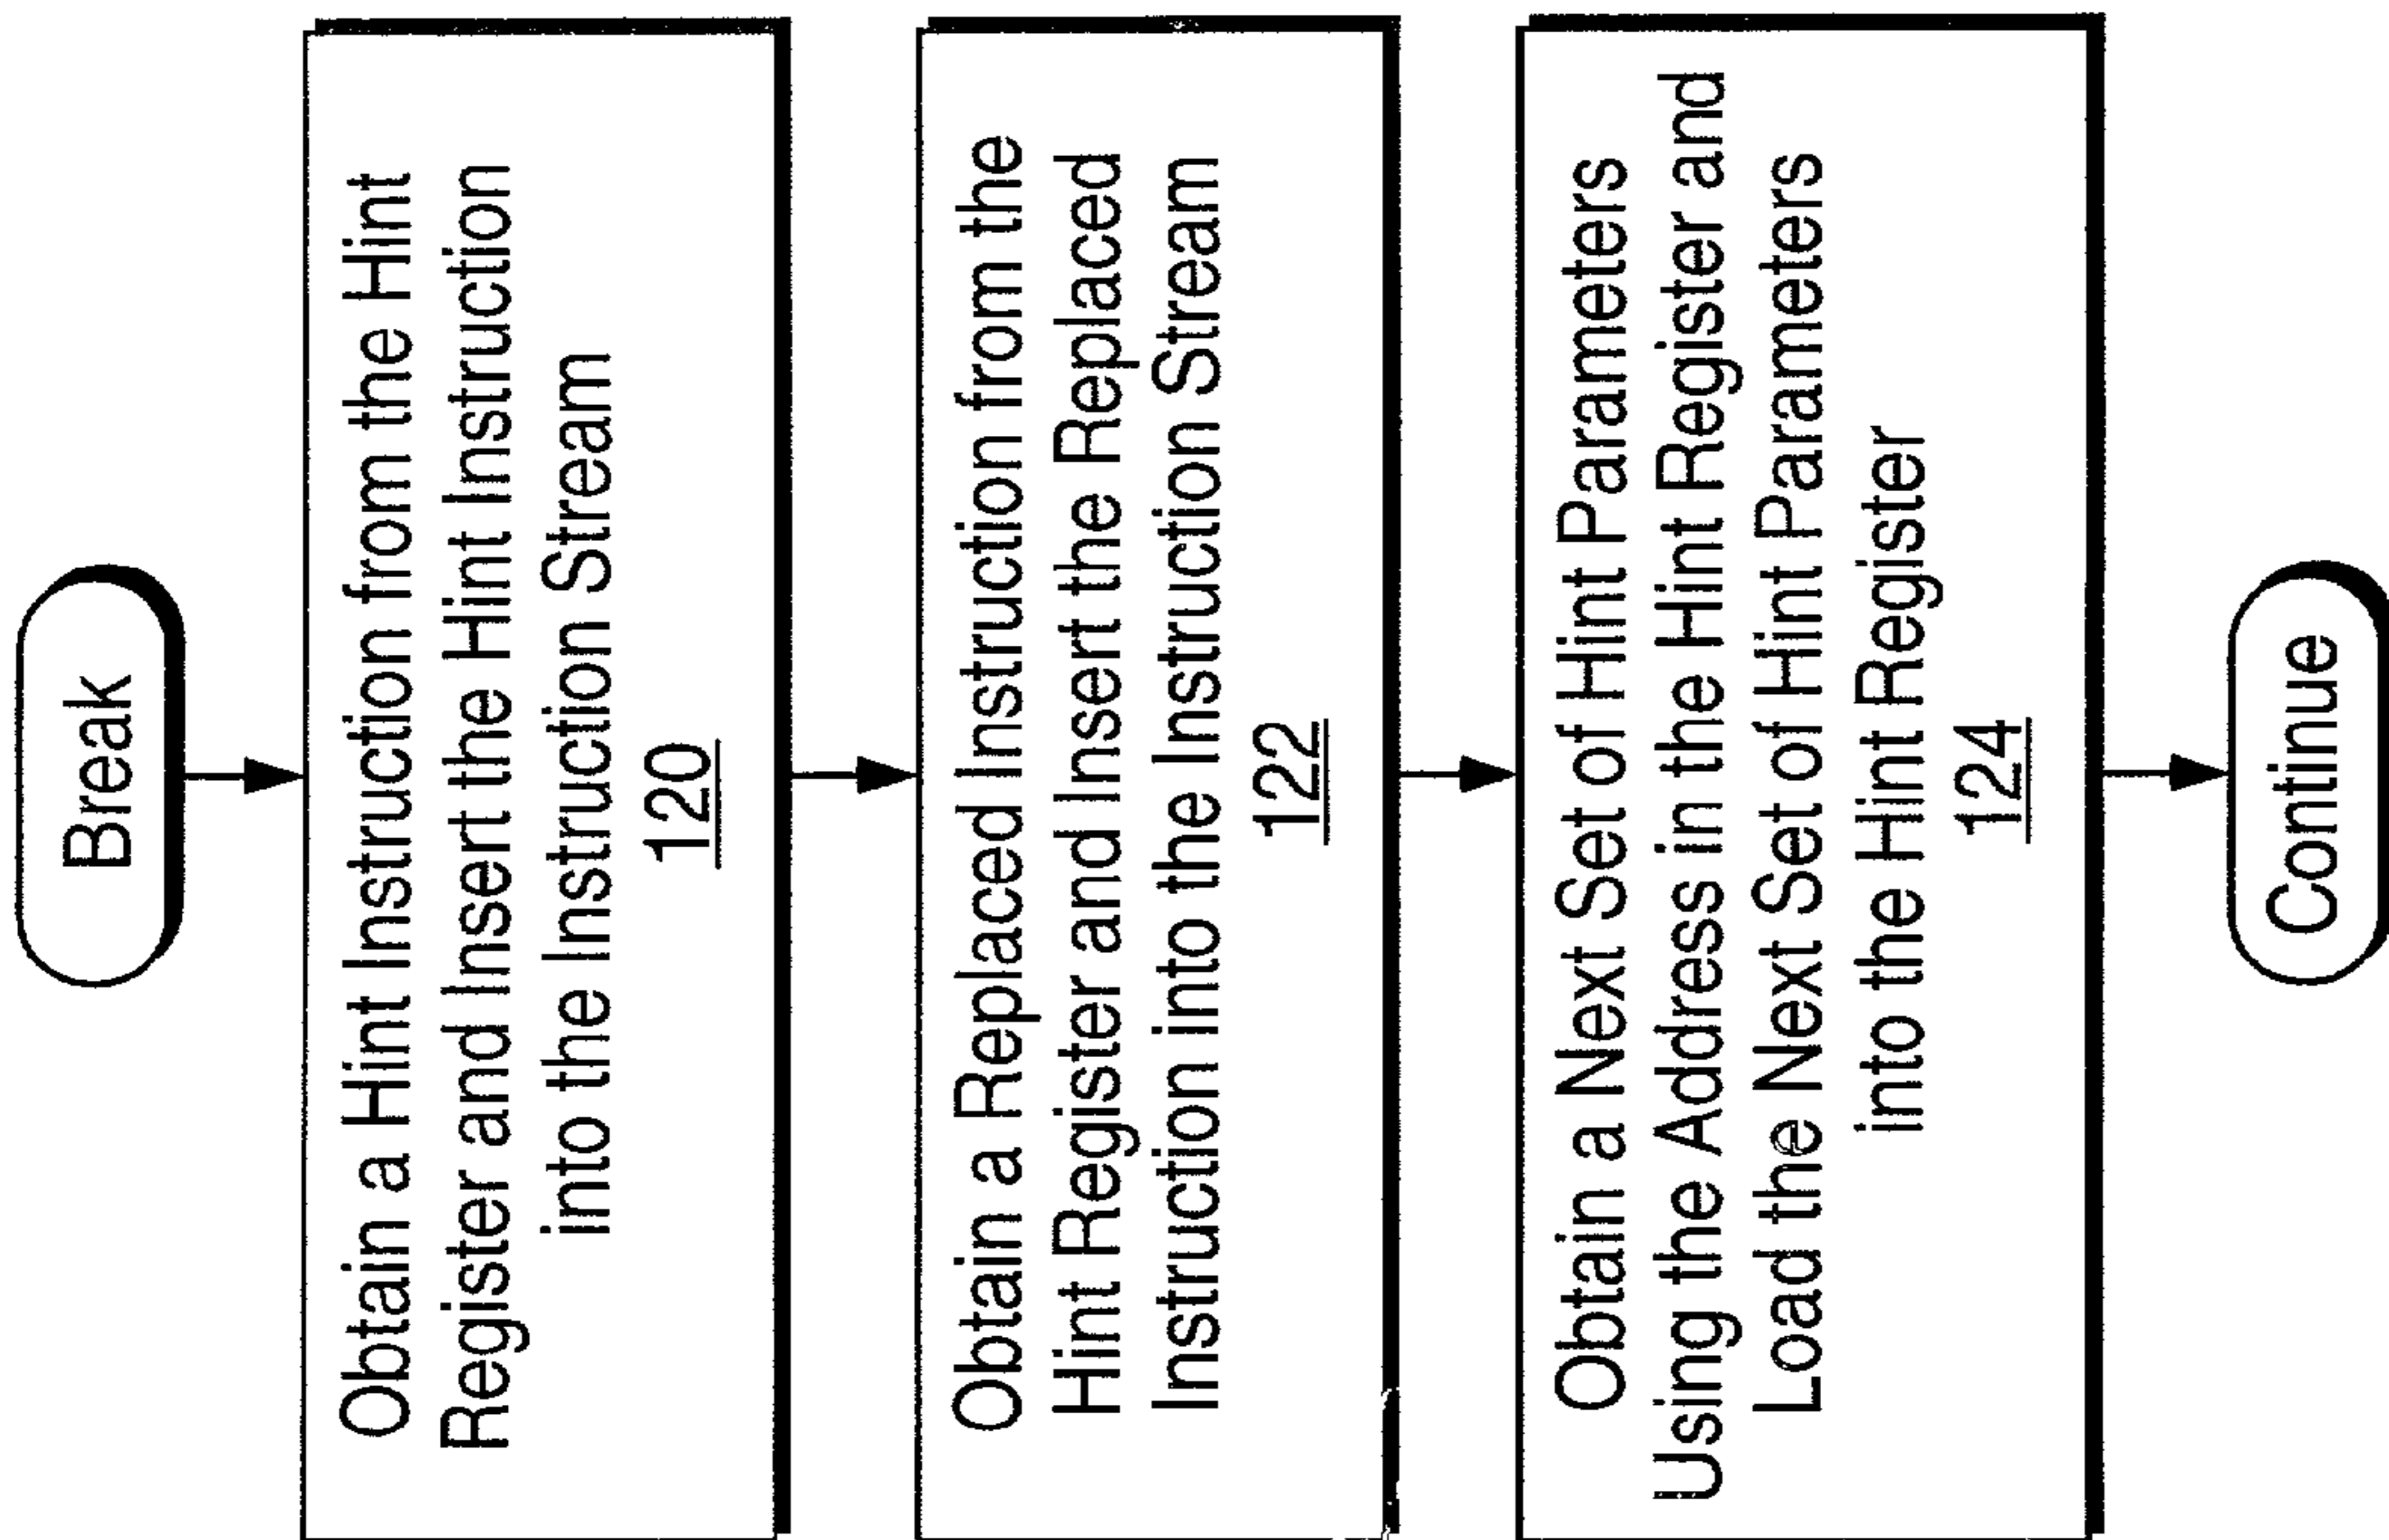 Break
Obtain a Hint Instruction from the Hint
Register and Insert the Hint Instruction
into the Instruction Stream
120
Obtain a Replaced Instruction from the
Hint Register and Insert the Replaced
Instruction into the Instruction Stream
122
Obtain a Next Set of Hint Parameters
Using the Address in the Hint Register and
Load the Next Set of Hint Parameters
into the Hint Register
124
Continue